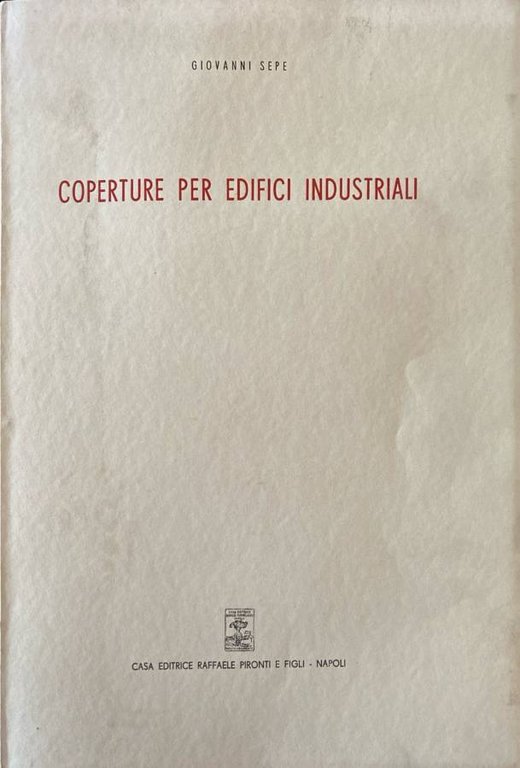 GIOVANNI SEPE
COPERTURE PER EDIFICI INDUSTRIALI
CASA EDITRICE RAFFAELE PIRONTI E FIGLI - NAPOLI